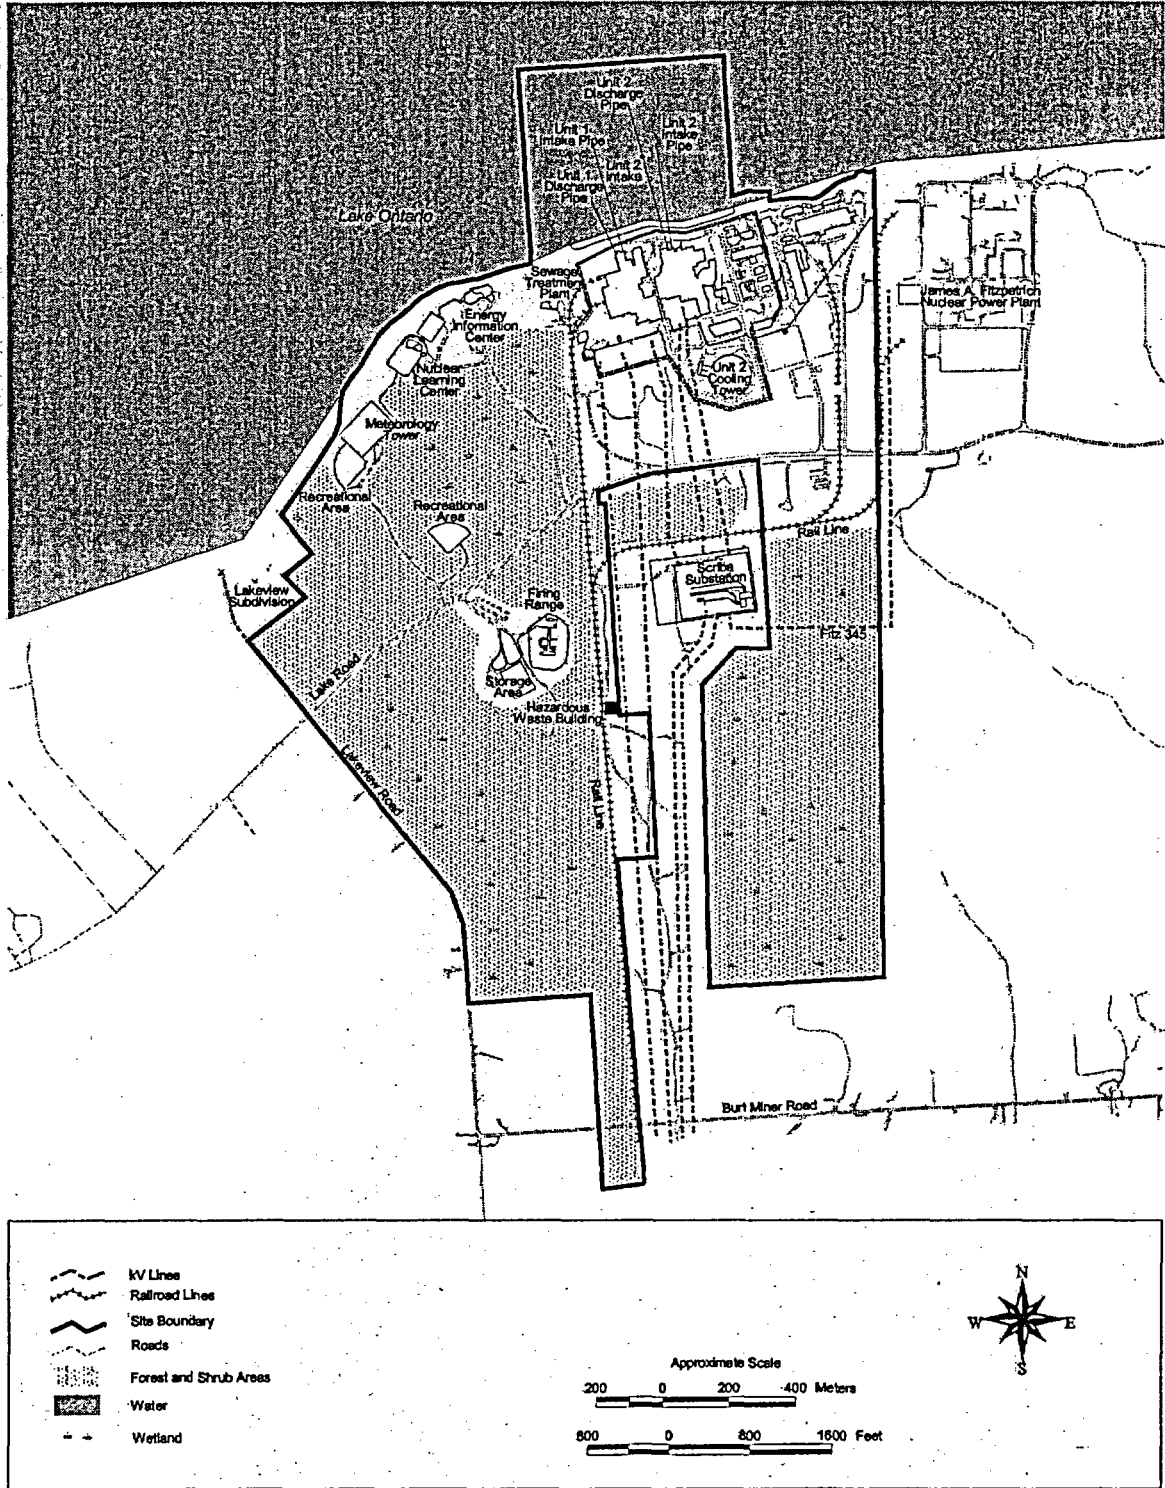 Unit 2
Discharge
Pipe
Unit 1
Intake Pipe
Unit 2
Intake
Pipe
Unit 2
Intake
Unit 1
Discharge
Pipe
Lake Ontario
Sewage
Treatment
Plant
Energy
Information
Center
James A. Fitzpatrick
Nuclear Power Plant
Nuclear
Learning
Center
Unit 2
Cooling
Tower
Meteorology
Tower
Recreational
Area
Recreational
Area
Rail Line
Scriba
Substation
Lakeview
Subdivision
Firing
Range
Fitz 345
Lake Road
Storage
Area
Hazardous
Waste Building
Lakeview Road
Rail Line
Burt Miner Road
kV Lines
Railroad Lines
Site Boundary
Roads
Forest and Shrub Areas
Water
Wetland
Approximate Scale
200 0 200 400 Meters
800 0 800 1600 Feet
N
W E
S